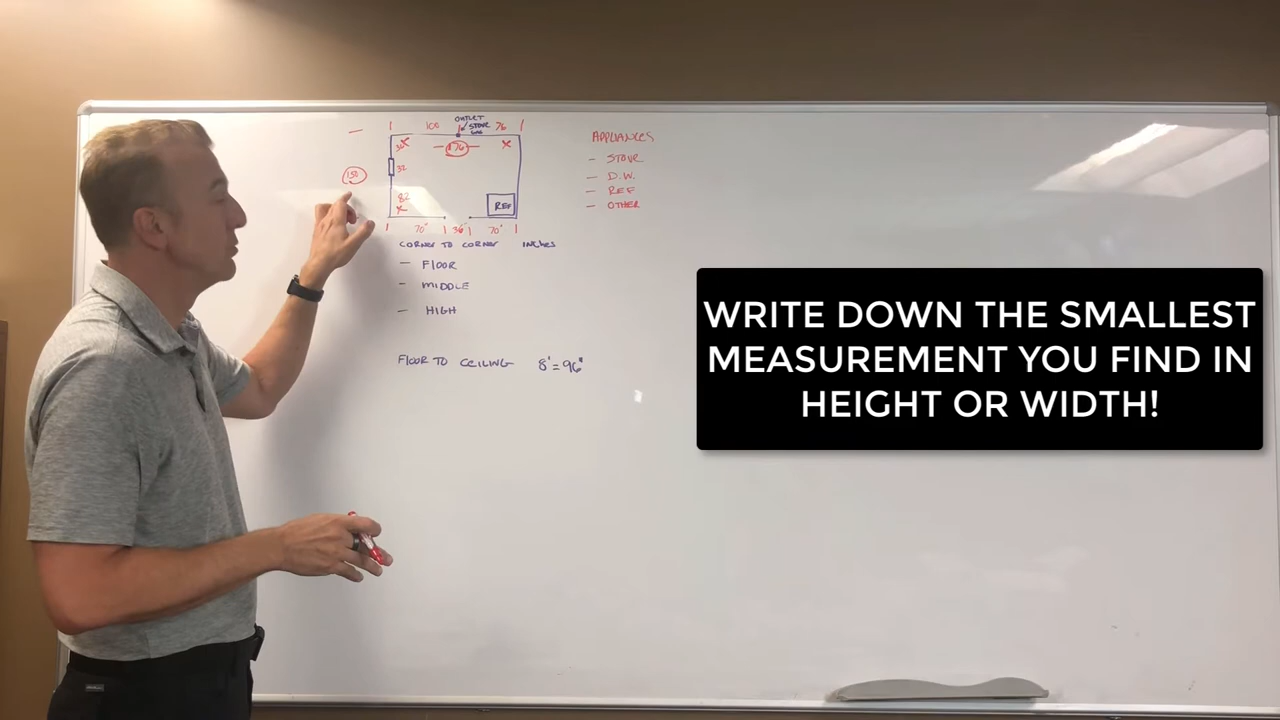 OUTLET
100 STOVE 76
GAS
36 176
150 32
82
REF
70" 36" 70"
CORNER TO CORNER INCHES
- FLOOR
- MIDDLE
- HIGH
FLOOR TO CEILING 8' = 96"
APPLIANCES
- STOVE
- D.W.
- REF
- OTHER
WRITE DOWN THE SMALLEST
MEASUREMENT YOU FIND IN
HEIGHT OR WIDTH!